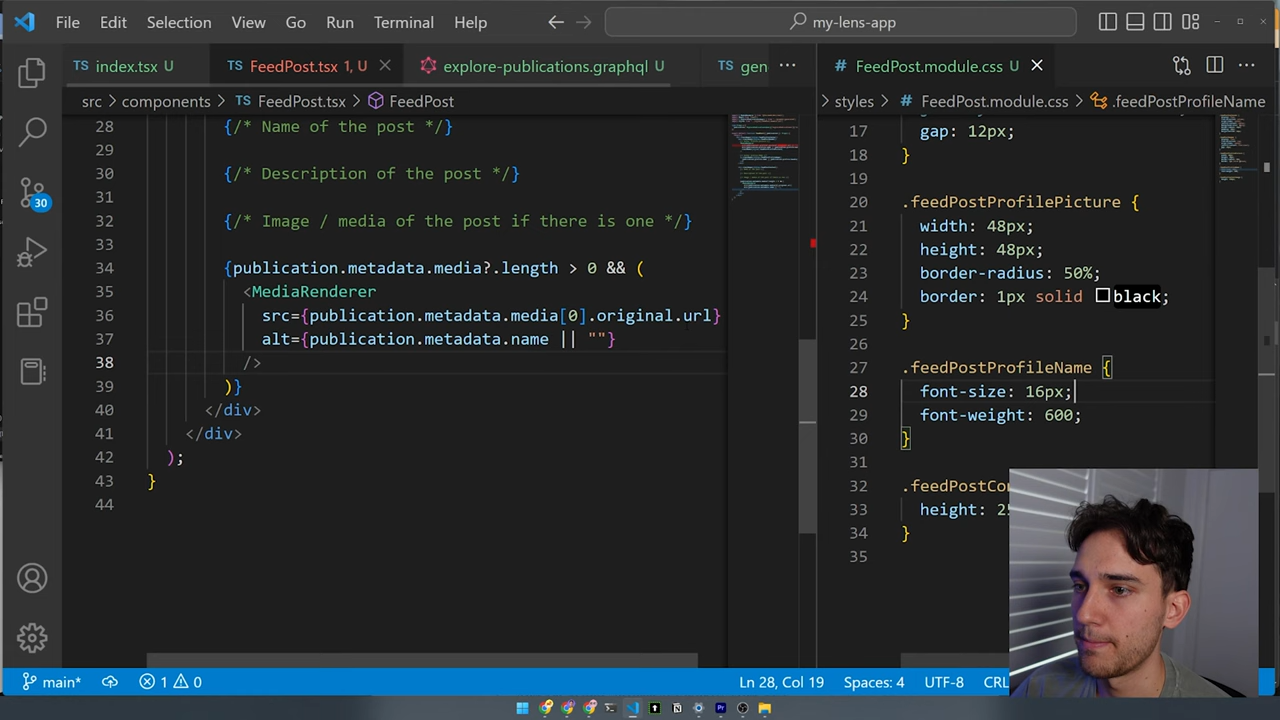 File Edit Selection View Go Run Terminal Help my-lens-app
TS index.tsx U
TS FeedPost.tsx 1, U
explore-publications.graphql U
TS gen
# FeedPost.module.css U
src > components > TS FeedPost.tsx > FeedPost
> styles > # FeedPost.module.css > .feedPostProfileName
28 {/* Name of the post */}
29
30 {/* Description of the post */}
31
32 {/* Image / media of the post if there is one */}
33
34 {publication.metadata.media?.length > 0 && (
35 <MediaRenderer
36 src={publication.metadata.media[0].original.url}
37 alt={publication.metadata.name || ""}
38 />
39 )}
40 </div>
41 </div>
42 );
43 }
44
17 gap: 12px;
18 }
19
20 .feedPostProfilePicture {
21 width: 48px;
22 height: 48px;
23 border-radius: 50%;
24 border: 1px solid black;
25 }
26
27 .feedPostProfileName {
28 font-size: 16px;
29 font-weight: 600;
30 }
31
32 .feedPostCo
33 height: 25
34 }
35
30
main* 1 0 Ln 28, Col 19 Spaces: 4 UTF-8 CRL